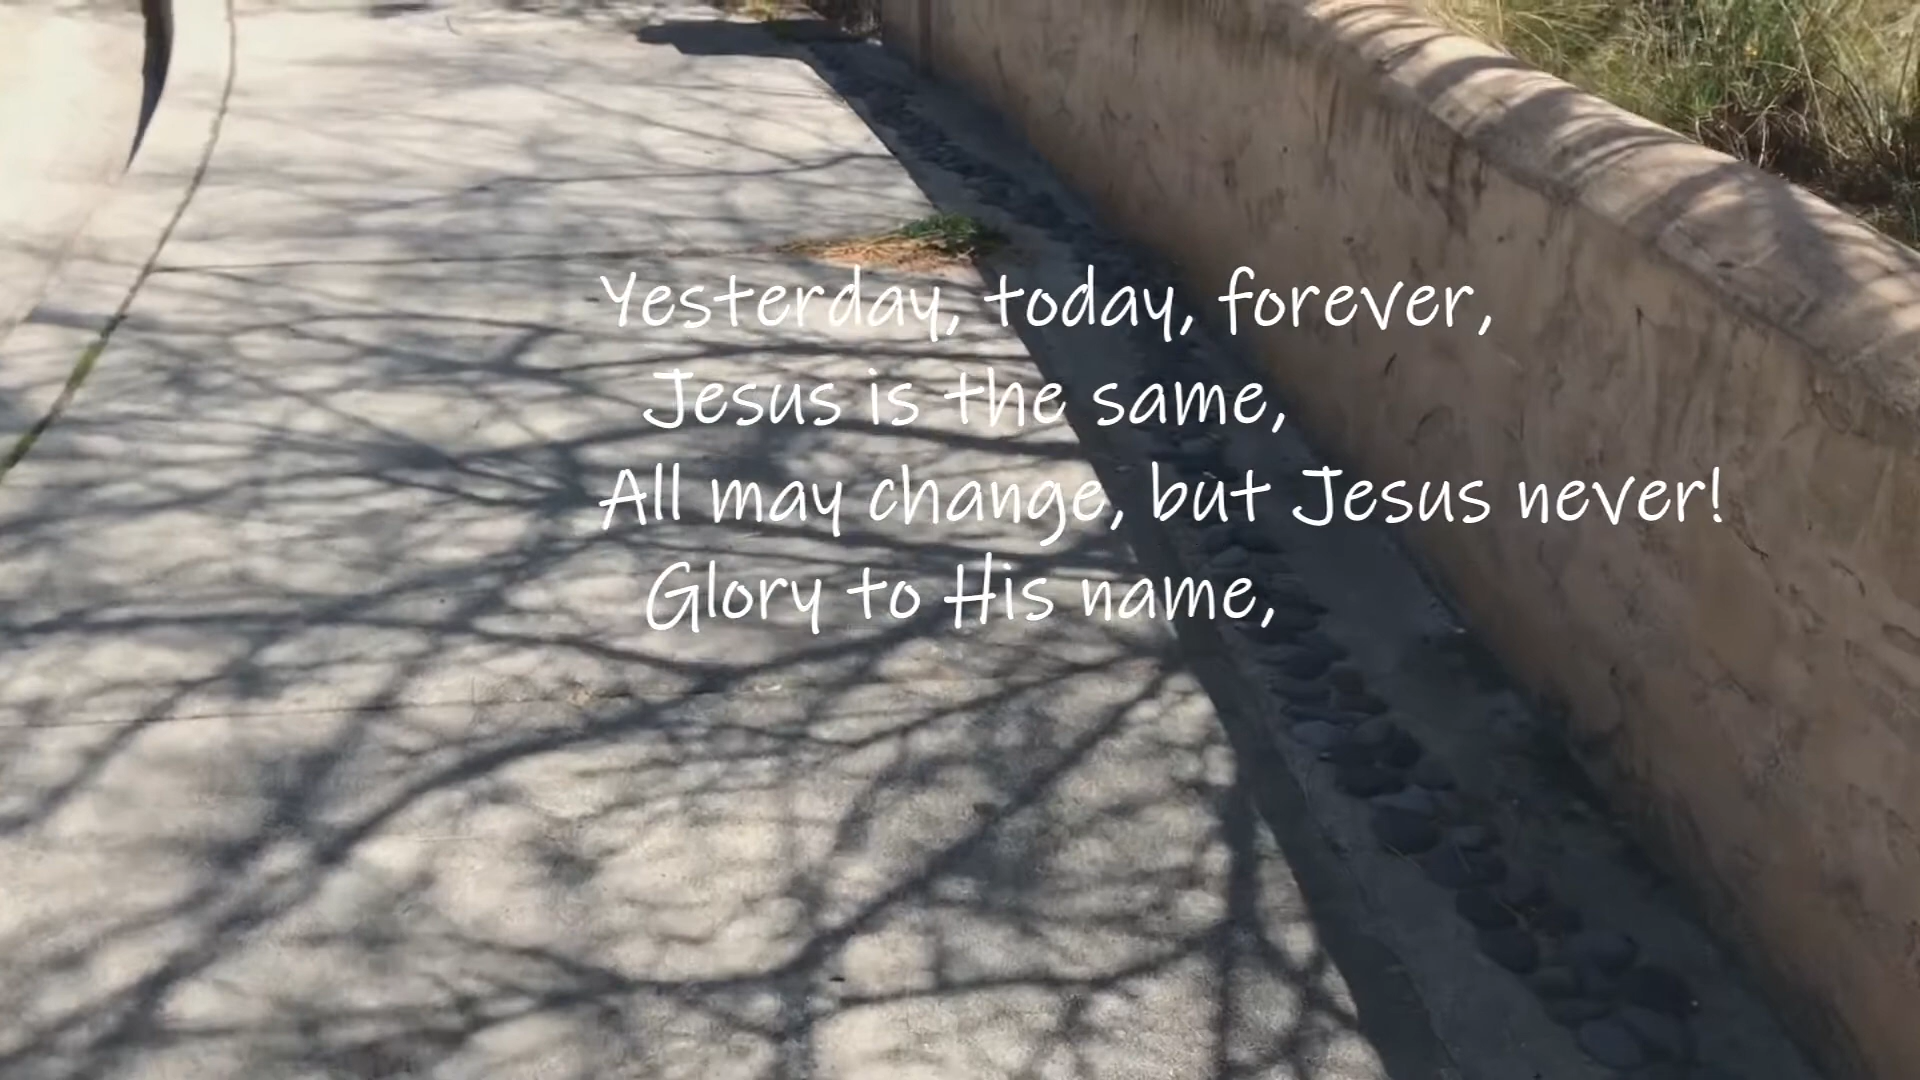 Yesterday, today, forever,
Jesus is the same,
All may change, but Jesus never!
Glory to His name,